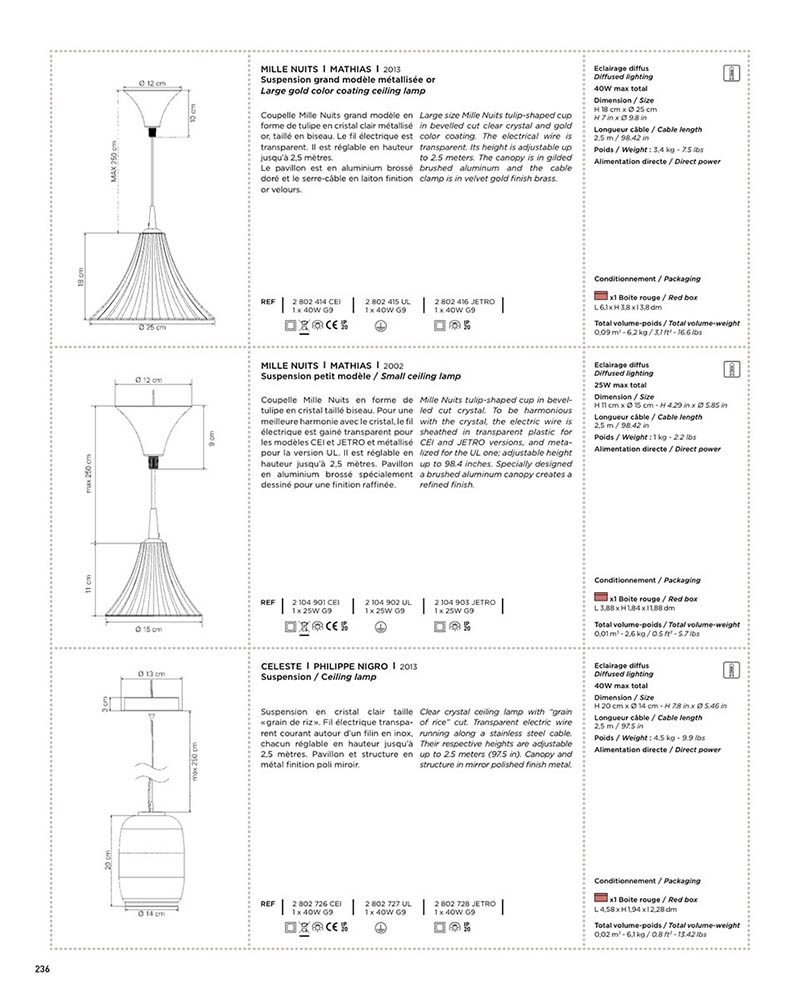 Ø 12 cm
10 cm
MAX 250 cm
18 cm
Ø 25 cm
MILLE NUITS I MATHIAS I 2013
Suspension grand modèle métallisée or
Large gold color coating ceiling lamp
Coupelle Mille Nuits grand modèle en
forme de tulipe en cristal clair métallisé
or, taillé en biseau. Le fil électrique est
transparent. Il est réglable en hauteur
jusqu'à 2,5 mètres.
Le pavillon est en aluminium brossé
doré et le serre-câble en laiton finition
or velours.
Large size Mille Nuits tulip-shaped cup
in bevelled cut clear crystal and gold
color coating. The electrical wire is
transparent. Its height is adjustable up
to 2.5 meters. The canopy is in gilded
brushed aluminum and the cable
clamp is in velvet gold finish brass.
REF | 2 802 414 CEI | 2 802 415 UL | 2 802 416 JETRO |
1 x 40W G9 1 x 40W G9 1 x 40W G9
Eclairage diffus
Diffused lighting
40W max total
Dimension / Size
H 18 cm x Ø 25 cm
H 7 in x Ø 9.8 in
Longueur câble / Cable length
2,5 m / 98.42 in
Poids / Weight : 3,4 kg - 7.5 lbs
Alimentation directe / Direct power
Conditionnement / Packaging
x1 Boite rouge / Red box
L 6,1 x H 3,8 x l 3,8 dm
Total volume-poids / Total volume-weight
0,09 m³ - 6,2 kg / 3,1 ft³ - 16.6 lbs
Ø 12 cm
9 cm
max 250 cm
11 cm
Ø 15 cm
MILLE NUITS I MATHIAS I 2002
Suspension petit modèle / Small ceiling lamp
Coupelle Mille Nuits en forme de
tulipe en cristal taillé biseau. Pour une
meilleure harmonie avec le cristal, le fil
électrique est gainé transparent pour
les modèles CEI et JETRO et métallisé
pour la version UL. Il est réglable en
hauteur jusqu'à 2,5 mètres. Pavillon
en aluminium brossé spécialement
dessiné pour une finition raffinée.
Mille Nuits tulip-shaped cup in bevel-
led cut crystal. To be harmonious
with the crystal, the electric wire is
sheathed in transparent plastic for
CEI and JETRO versions, and meta-
lized for the UL one; adjustable height
up to 98.4 inches. Specially designed
a brushed aluminum canopy creates a
refined finish.
REF | 2 104 901 CEI | 2 104 902 UL | 2 104 903 JETRO |
1 x 25W G9 1 x 25W G9 1 x 25W G9
Eclairage diffus
Diffused lighting
25W max total
Dimension / Size
H 11 cm x Ø 15 cm - H 4.29 in x Ø 5.85 in
Longueur câble / Cable length
2,5 m / 98.42 in
Poids / Weight : 1 kg - 2.2 lbs
Alimentation directe / Direct power
Conditionnement / Packaging
x1 Boite rouge / Red box
L 3,88 x H 1,84 x l 1,88 dm
Total volume-poids / Total volume-weight
0,01 m³ - 2,6 kg / 0.5 ft³ - 5.7 lbs
Ø 13 cm
3 cm
max 250 cm
20 cm
Ø 14 cm
CELESTE I PHILIPPE NIGRO I 2013
Suspension / Ceiling lamp
Suspension en cristal clair taille
«grain de riz». Fil électrique transpa-
rent courant autour d'un filin en inox,
chacun réglable en hauteur jusqu'à
2,5 mètres. Pavillon et structure en
métal finition poli miroir.
Clear crystal ceiling lamp with "grain
of rice" cut. Transparent electric wire
running along a stainless steel cable.
Their respective heights are adjustable
up to 2.5 meters (97.5 in). Canopy and
structure in mirror polished finish metal.
REF | 2 802 726 CEI | 2 802 727 UL | 2 802 728 JETRO |
1 x 40W G9 1 x 40W G9 1 x 40W G9
Eclairage diffus
Diffused lighting
40W max total
Dimension / Size
H 20 cm x Ø 14 cm - H 7.8 in x Ø 5.46 in
Longueur câble / Cable length
2,5 m / 97.5 in
Poids / Weight : 4,5 kg - 9.9 lbs
Alimentation directe / Direct power
Conditionnement / Packaging
x1 Boite rouge / Red box
L 4,58 x H 1,94 x l 2,28 dm
Total volume-poids / Total volume-weight
0,02 m³ - 6,1 kg / 0.8 ft³ - 13.42 lbs
236